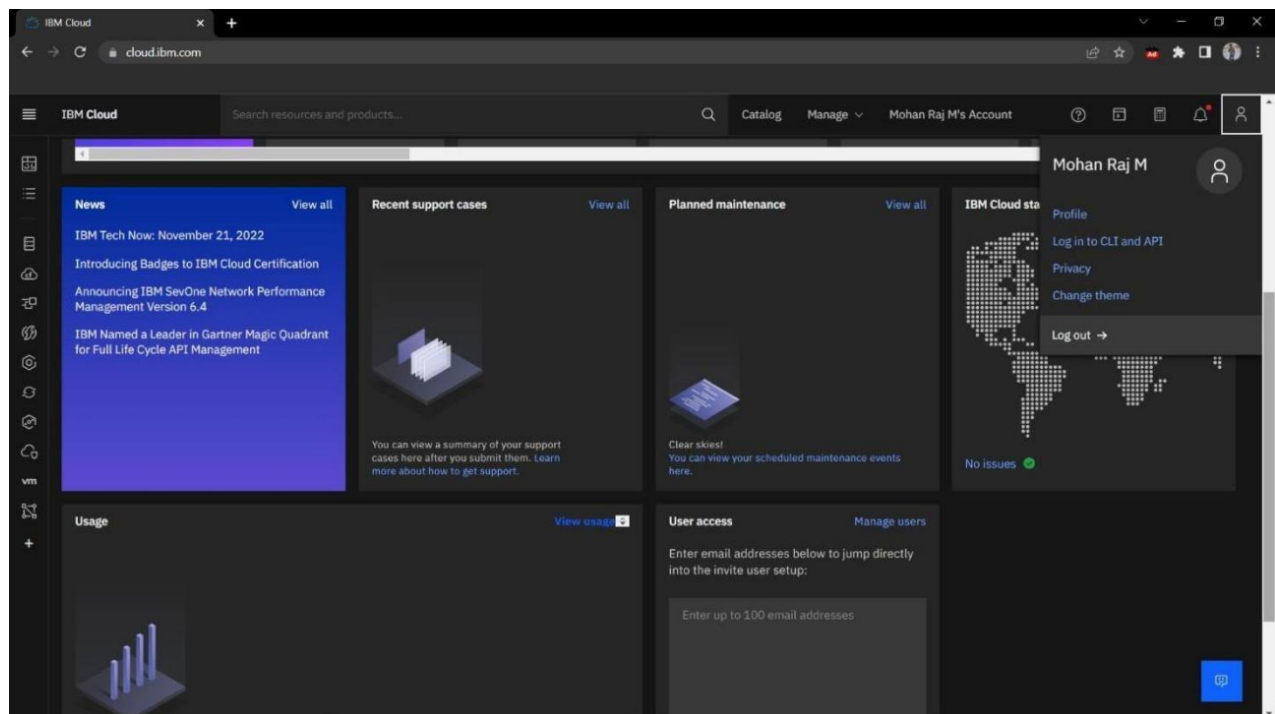 IBM Cloud
cloud.ibm.com
Ad
IBM Cloud
Search resources and products...
Catalog
Manage
Mohan Raj M's Account
Mohan Raj M
Profile
Log in to CLI and API
Privacy
Change theme
Log out →
News
View all
IBM Tech Now: November 21, 2022
Introducing Badges to IBM Cloud Certification
Announcing IBM SevOne Network Performance
Management Version 6.4
IBM Named a Leader in Gartner Magic Quadrant
for Full Life Cycle API Management
Recent support cases
View all
You can view a summary of your support
cases here after you submit them. Learn
more about how to get support.
Planned maintenance
View all
Clear skies!
You can view your scheduled maintenance events
here.
IBM Cloud sta
No issues
vm
Usage
View usage
User access
Manage users
Enter email addresses below to jump directly
into the invite user setup:
Enter up to 100 email addresses